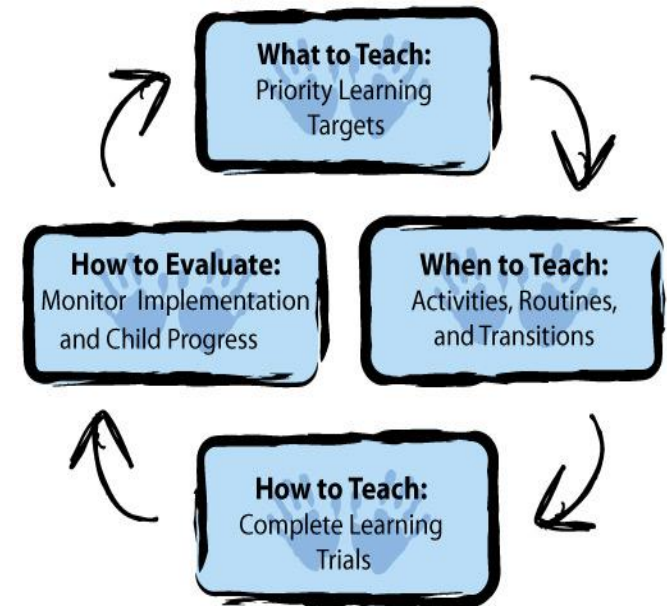 What to Teach:
Priority Learning
Targets
When to Teach:
Activities, Routines,
and Transitions
How to Teach:
Complete Learning
Trials
How to Evaluate:
Monitor Implementation
and Child Progress